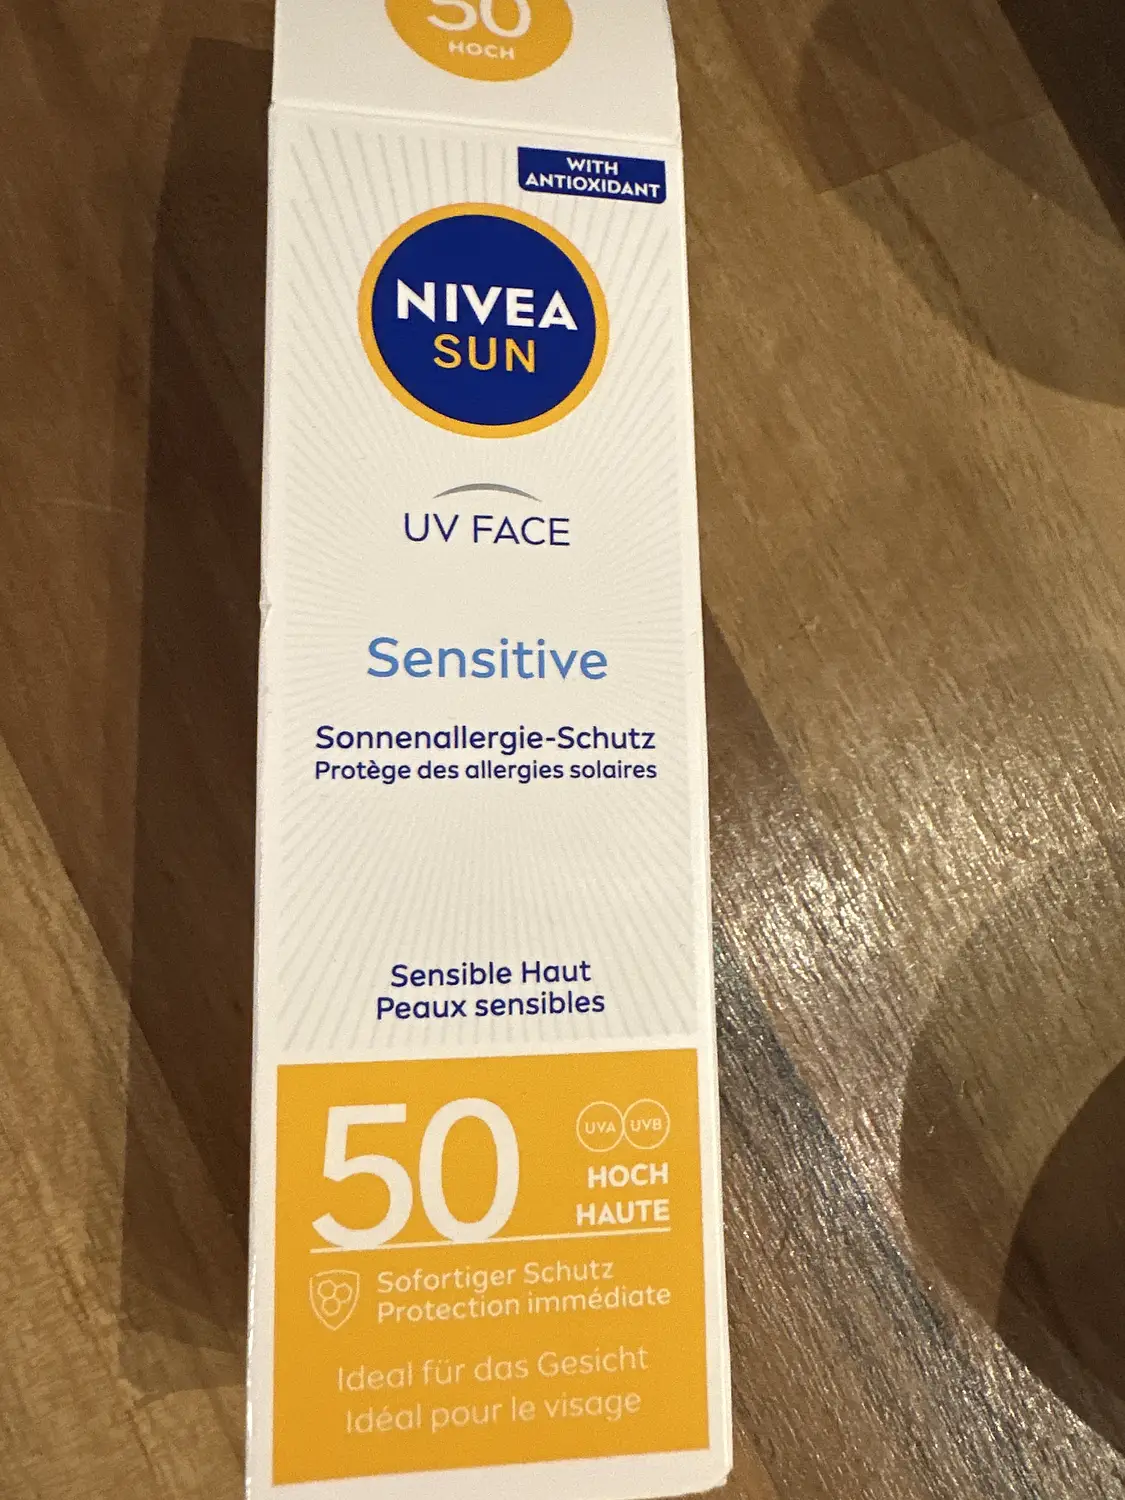 50
HOCH
WITH
ANTIOXIDANT
NIVEA
SUN
UV FACE
Sensitive
Sonnenallergie-Schutz
Protège des allergies solaires
Sensible Haut
Peaux sensibles
50
UVA UVB
HOCH
HAUTE
Sofortiger Schutz
Protection immédiate
Ideal für das Gesicht
Idéal pour le visage